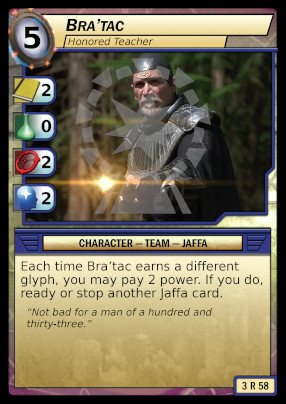 5
BRA'TAC
Honored Teacher
2
0
2
2
CHARACTER – TEAM – JAFFA
Each time Bra'tac earns a different
glyph, you may pay 2 power. If you do,
ready or stop another Jaffa card.
"Not bad for a man of a hundred and
thirty-three."
3 R 58